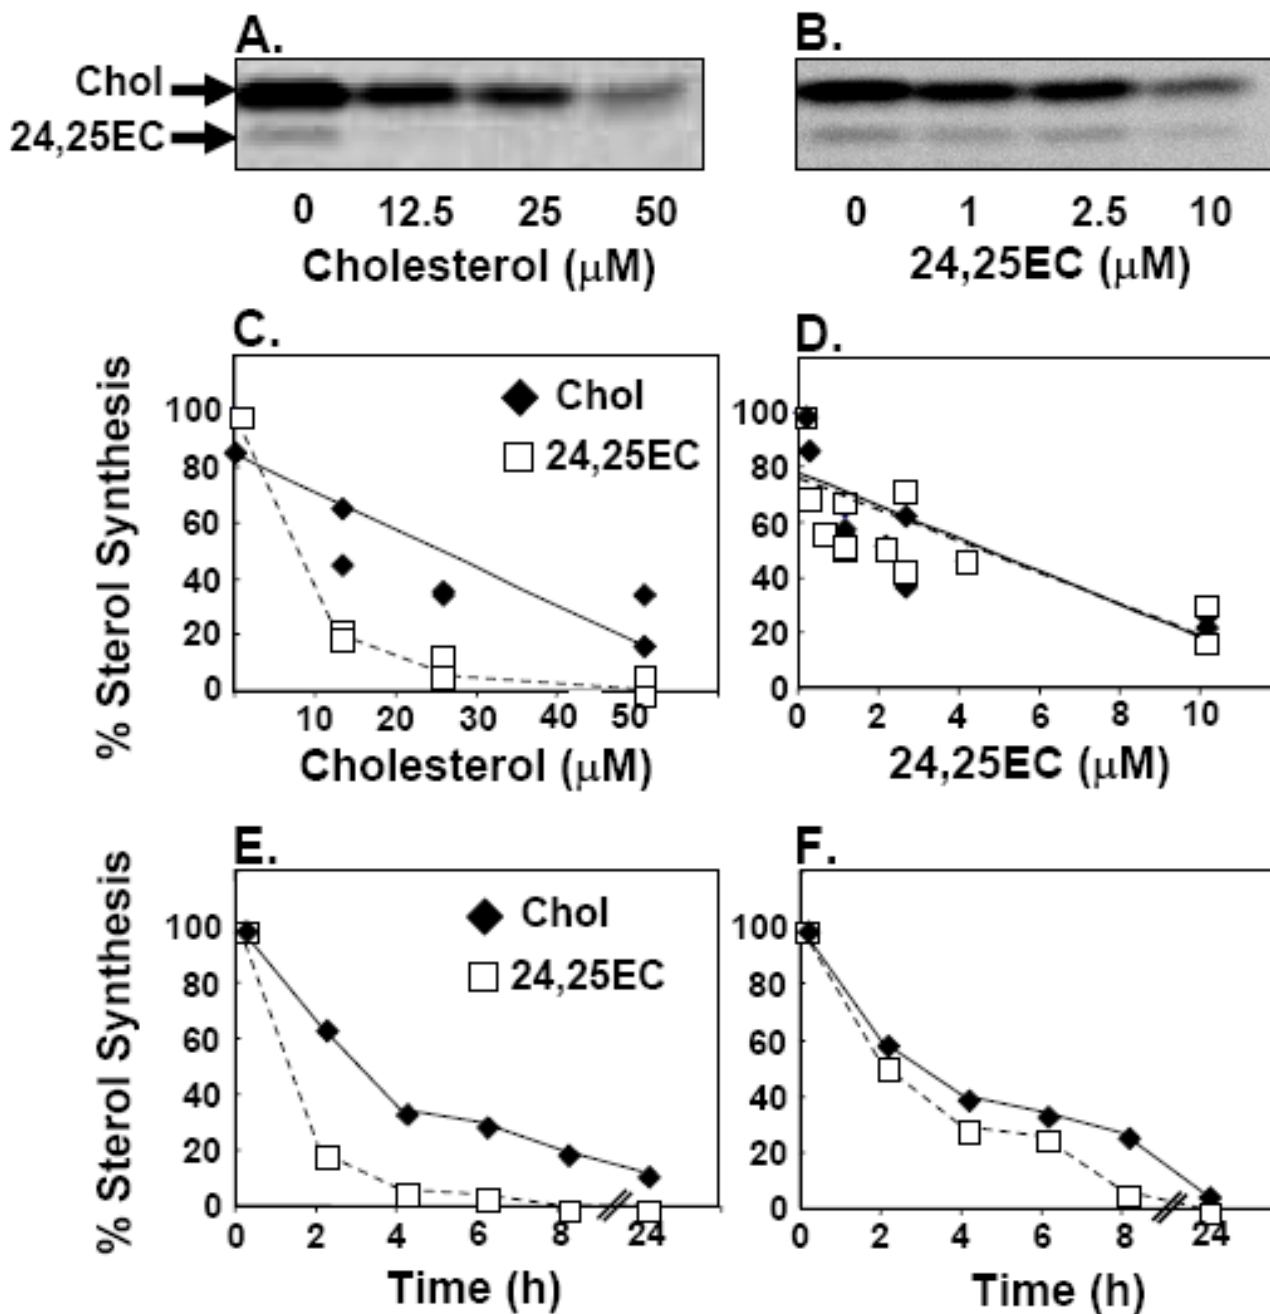 A.
B.
Chol
24,25EC
0 12.5 25 50
Cholesterol (μM)
0 1 2.5 10
24,25EC (μM)
C.
D.
% Sterol Synthesis
100
80
60
40
20
0
Chol
24,25EC
10 20 30 40 50
Cholesterol (μM)
100
80
60
40
20
0
0 2 4 6 8 10
24,25EC (μM)
E.
F.
% Sterol Synthesis
100
80
60
40
20
0
Chol
24,25EC
0 2 4 6 8 24
Time (h)
100
80
60
40
20
0
0 2 4 6 8 24
Time (h)